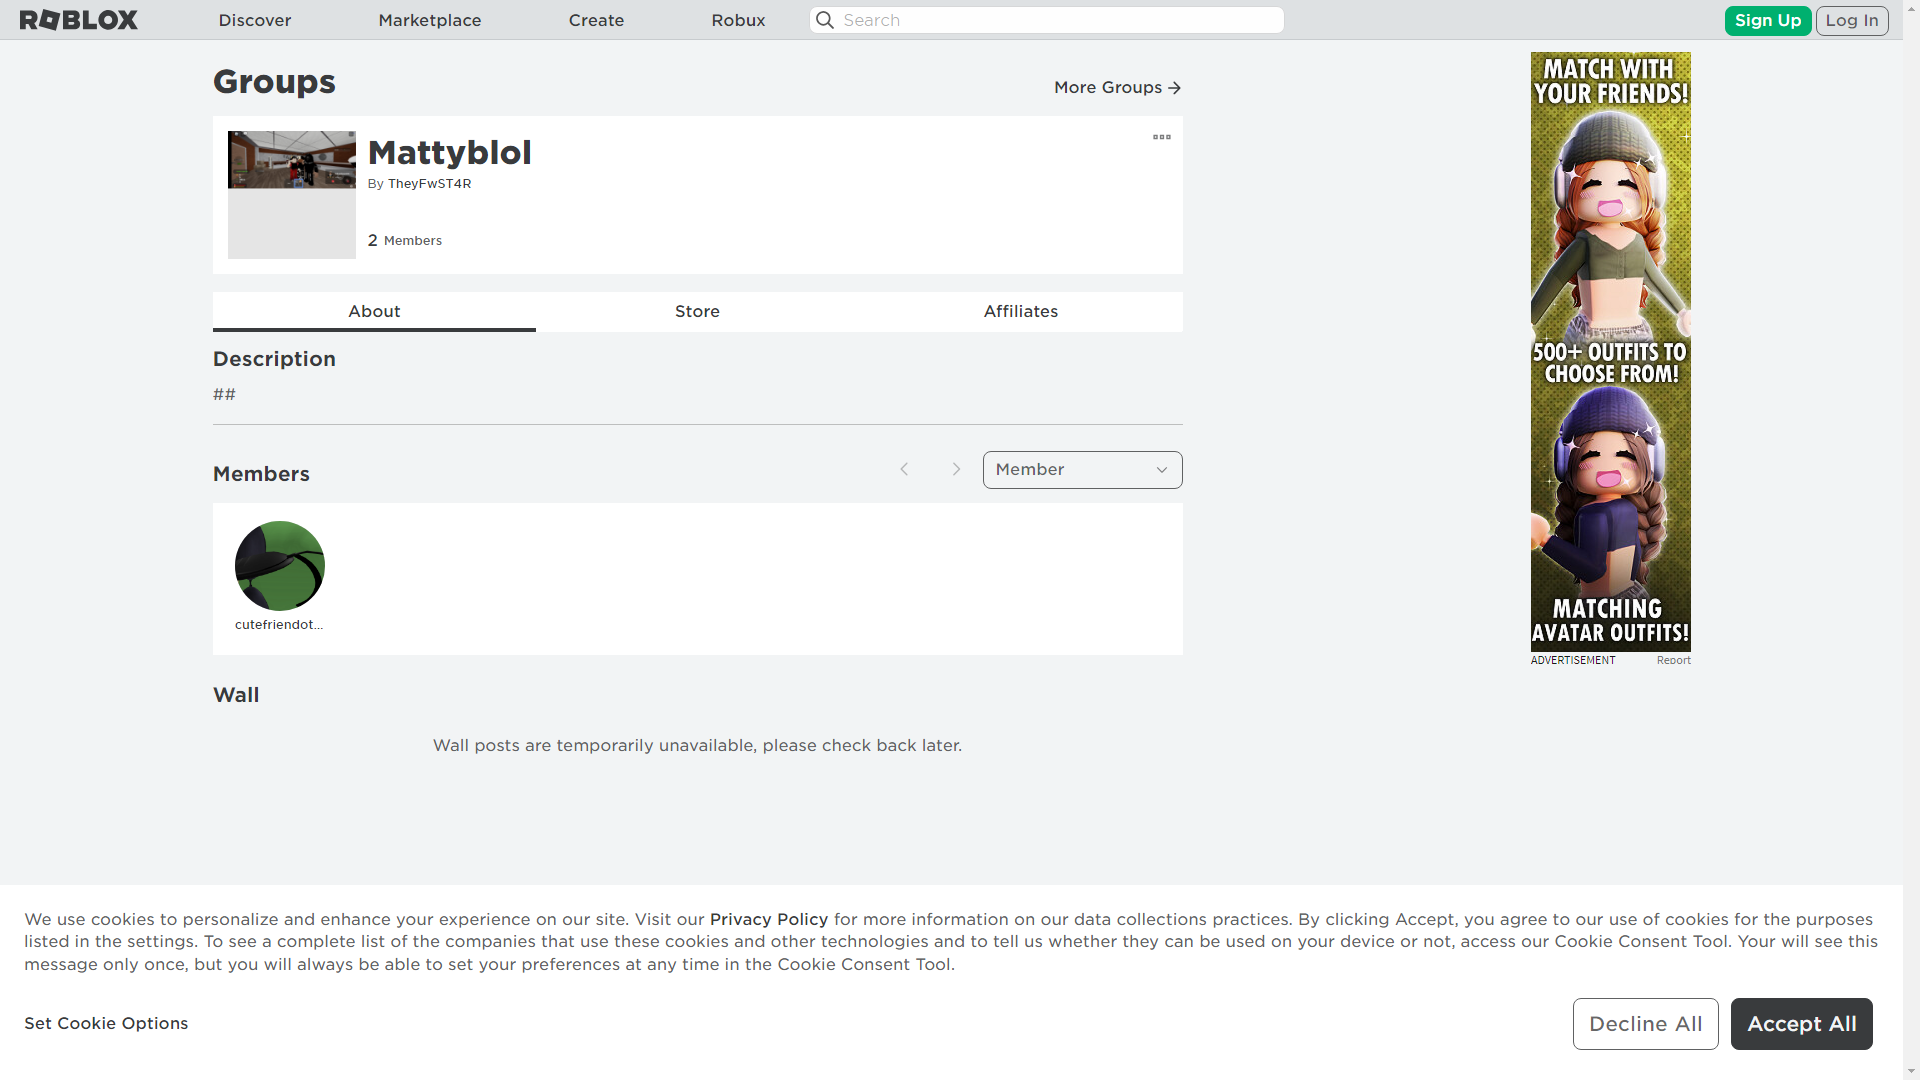 ROBLOX
Discover
Marketplace
Create
Robux
Search
Sign Up
Log In
Groups
More Groups
Mattyblol
By TheyFwST4R
2 Members
About
Store
Affiliates
Description
##
Members
Member
cutefriendot...
Wall
Wall posts are temporarily unavailable, please check back later.
MATCH WITH
YOUR FRIENDS!
500+ OUTFITS TO
CHOOSE FROM!
MATCHING
AVATAR OUTFITS!
ADVERTISEMENT
Report
We use cookies to personalize and enhance your experience on our site. Visit our Privacy Policy for more information on our data collections practices. By clicking Accept, you agree to our use of cookies for the purposes
listed in the settings. To see a complete list of the companies that use these cookies and other technologies and to tell us whether they can be used on your device or not, access our Cookie Consent Tool. Your will see this
message only once, but you will always be able to set your preferences at any time in the Cookie Consent Tool.
Set Cookie Options
Decline All
Accept All